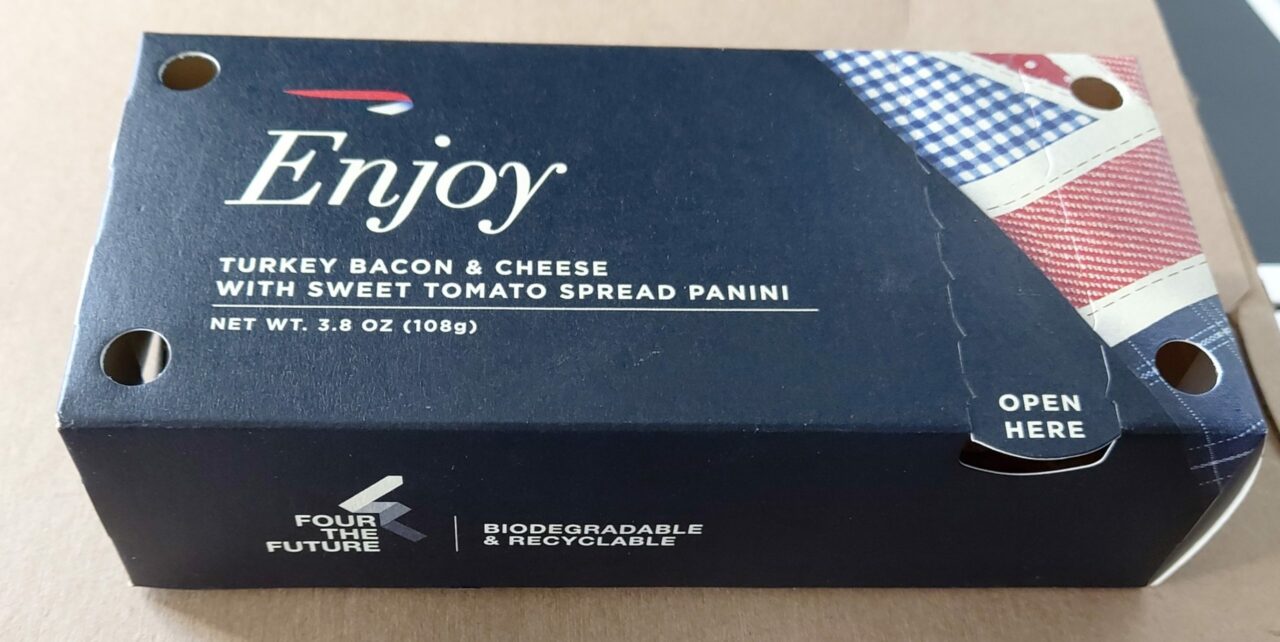 Enjoy
TURKEY BACON & CHEESE
WITH SWEET TOMATO SPREAD PANINI
NET WT. 3.8 OZ (108g)
OPEN
HERE
FOUR
THE
FUTURE
BIODEGRADABLE
& RECYCLABLE